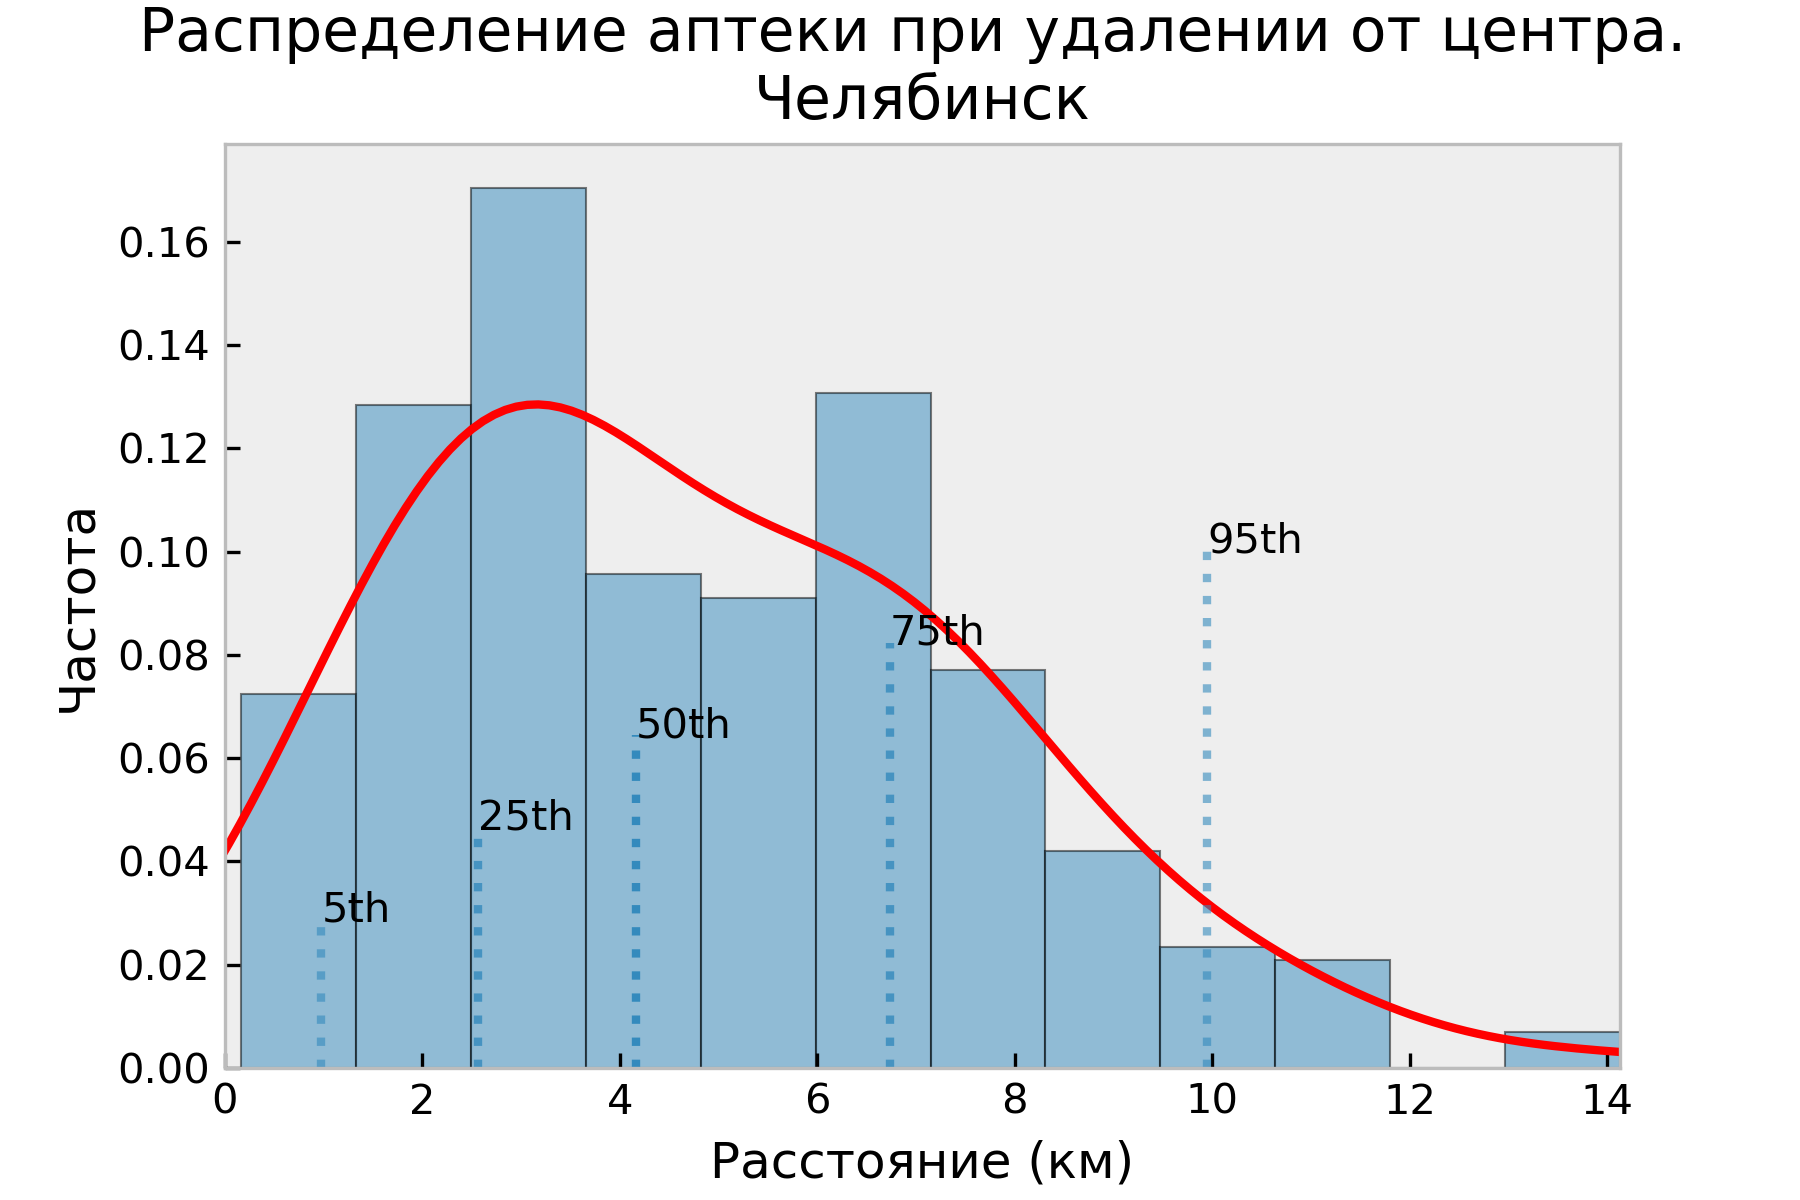 Распределение аптеки при удалении от центра.
Челябинск
Частота
0.16
0.14
0.12
0.10
0.08
0.06
0.04
0.02
0.00
95th
75th
50th
25th
5th
0 2 4 6 8 10 12 14
Расстояние (км)